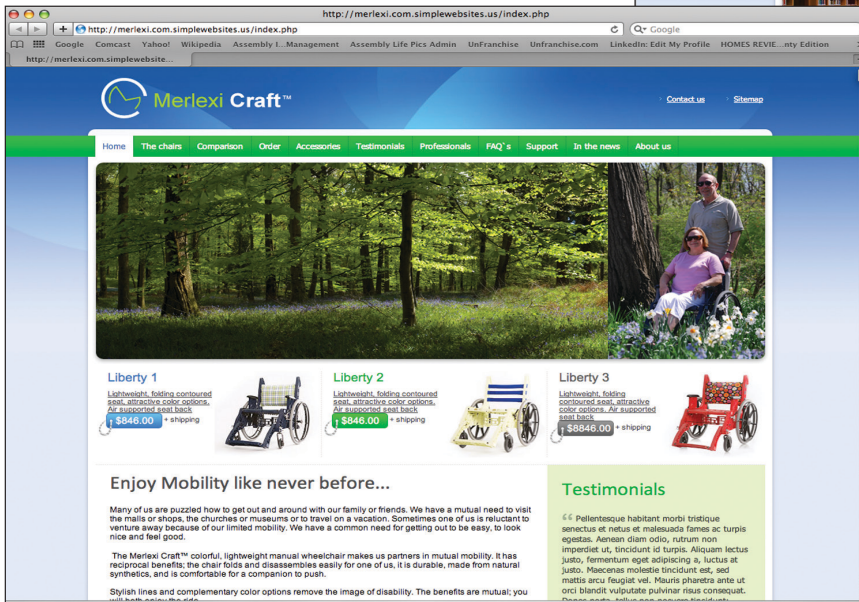 http://merlexi.com.simplewebsites.us/index.php
http://merlexi.com.simplewebsites.us/index.php
Google
Google Comcast Yahoo! Wikipedia Assembly l...Management Assembly Life Pics Admin UnFranchise Unfranchise.com LinkedIn: Edit My Profile HOMES REVIE...nty Edition
http://merlexi.com.simplewebsite...
Merlexi Craft™
Contact us Sitemap
Home The chairs Comparison Order Accessories Testimonials Professionals FAQ`s Support In the news About us
Liberty 1
Lightweight, folding contoured
seat, attractive color options.
Air supported seat back
$846.00 + shipping
Liberty 2
Lightweight, folding contoured
seat, attractive color options.
Air supported seat back
$846.00 + shipping
Liberty 3
Lightweight, folding
contoured seat, attractive
color options. Air supported
seat back
$8846.00 + shipping
Enjoy Mobility like never before...
Many of us are puzzled how to get out and around with our family or friends. We have a mutual need to visit
the malls or shops, the churches or museums or to travel on a vacation. Sometimes one of us is reluctant to
venture away because of our limited mobility. We have a common need for getting out to be easy, to look
nice and feel good.
The Merlexi Craft™ colorful, lightweight manual wheelchair makes us partners in mutual mobility. It has
reciprocal benefits; the chair folds and disassembles easily for one of us, it is durable, made from natural
synthetics, and is comfortable for a companion to push.
Stylish lines and complementary color options remove the image of disability. The benefits are mutual; you
will both enjoy the ride
Testimonials
“ Pellentesque habitant morbi tristique
senectus et netus et malesuada fames ac turpis
egestas. Aenean diam odio, rutrum non
imperdiet ut, tincidunt id turpis. Aliquam lectus
justo, fermentum eget adipiscing a, luctus at
justo. Maecenas molestie tincidunt est, sed
mattis arcu feugiat vel. Mauris pharetra ante ut
orci blandit vulputate pulvinar risus consequat.